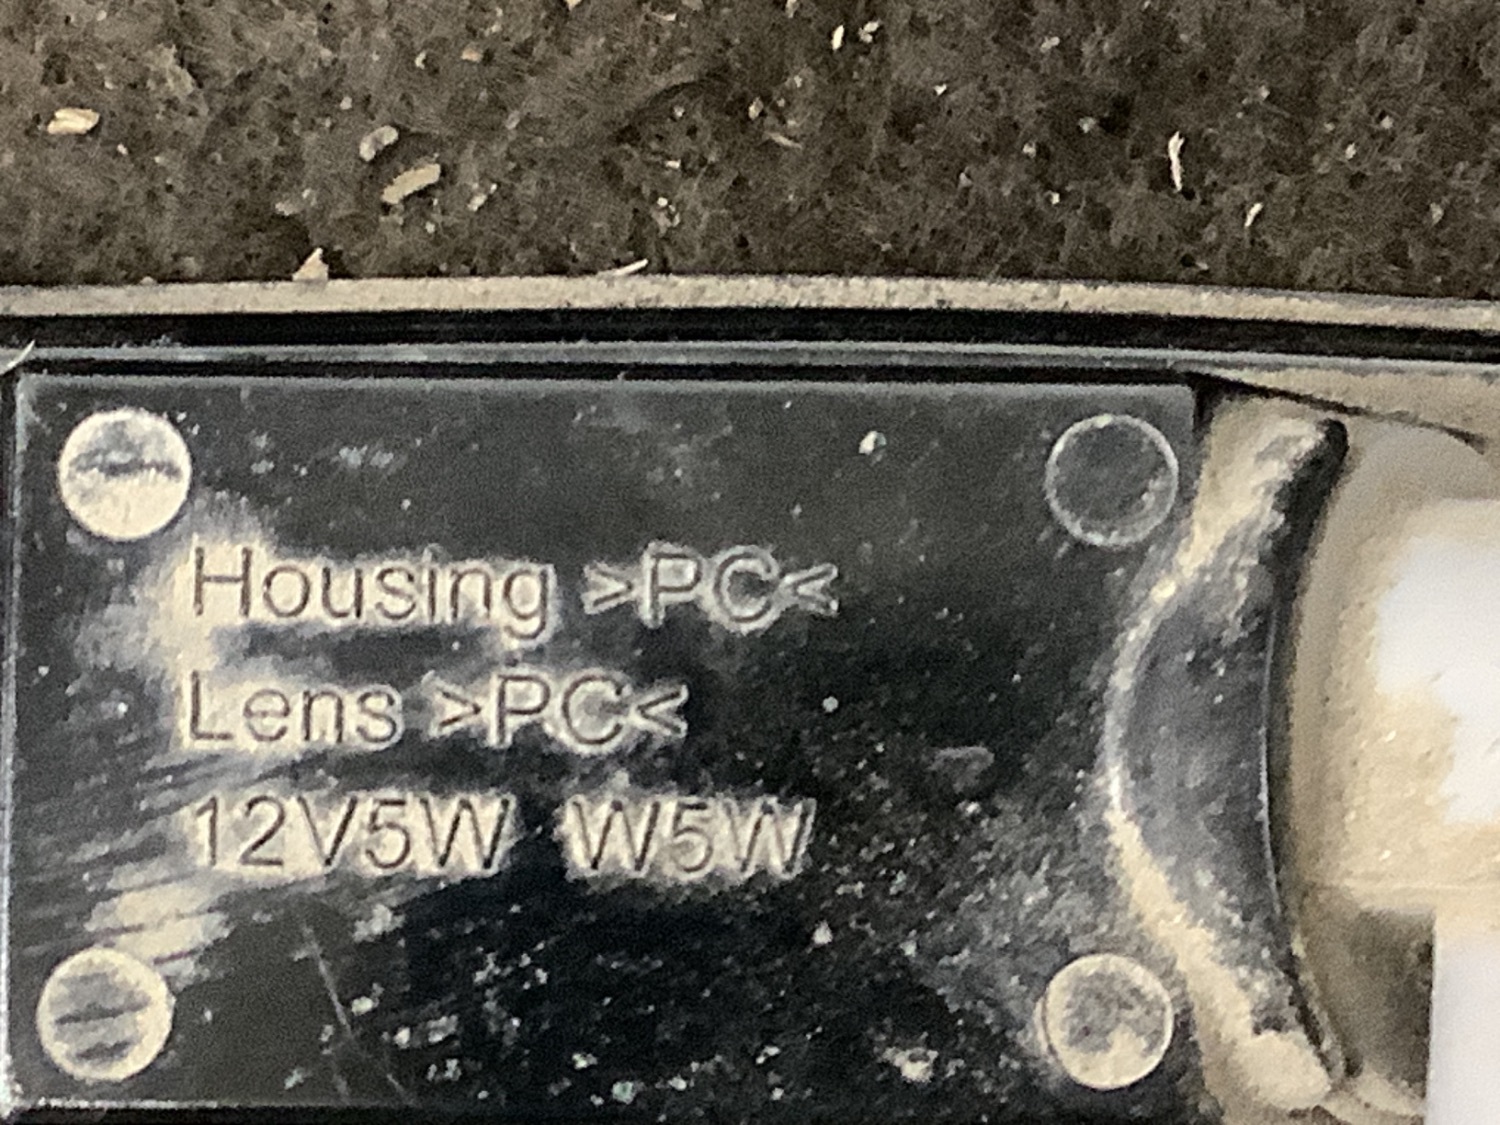 Housing >PC<
Lens >PC<
12V5W W5W